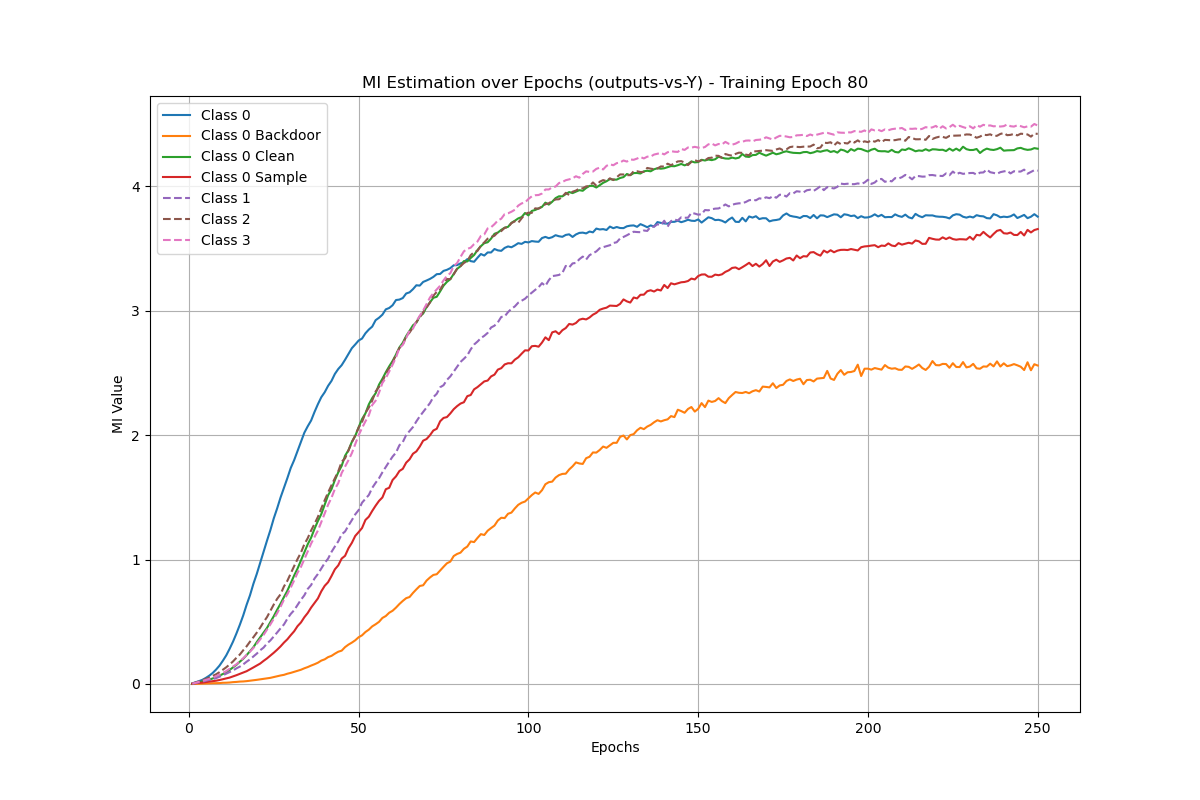 MI Estimation over Epochs (outputs-vs-Y) - Training Epoch 80
Class 0
Class 0 Backdoor
Class 0 Clean
Class 0 Sample
Class 1
Class 2
Class 3
MI Value
4
3
2
1
0
0 50 100 150 200 250
Epochs